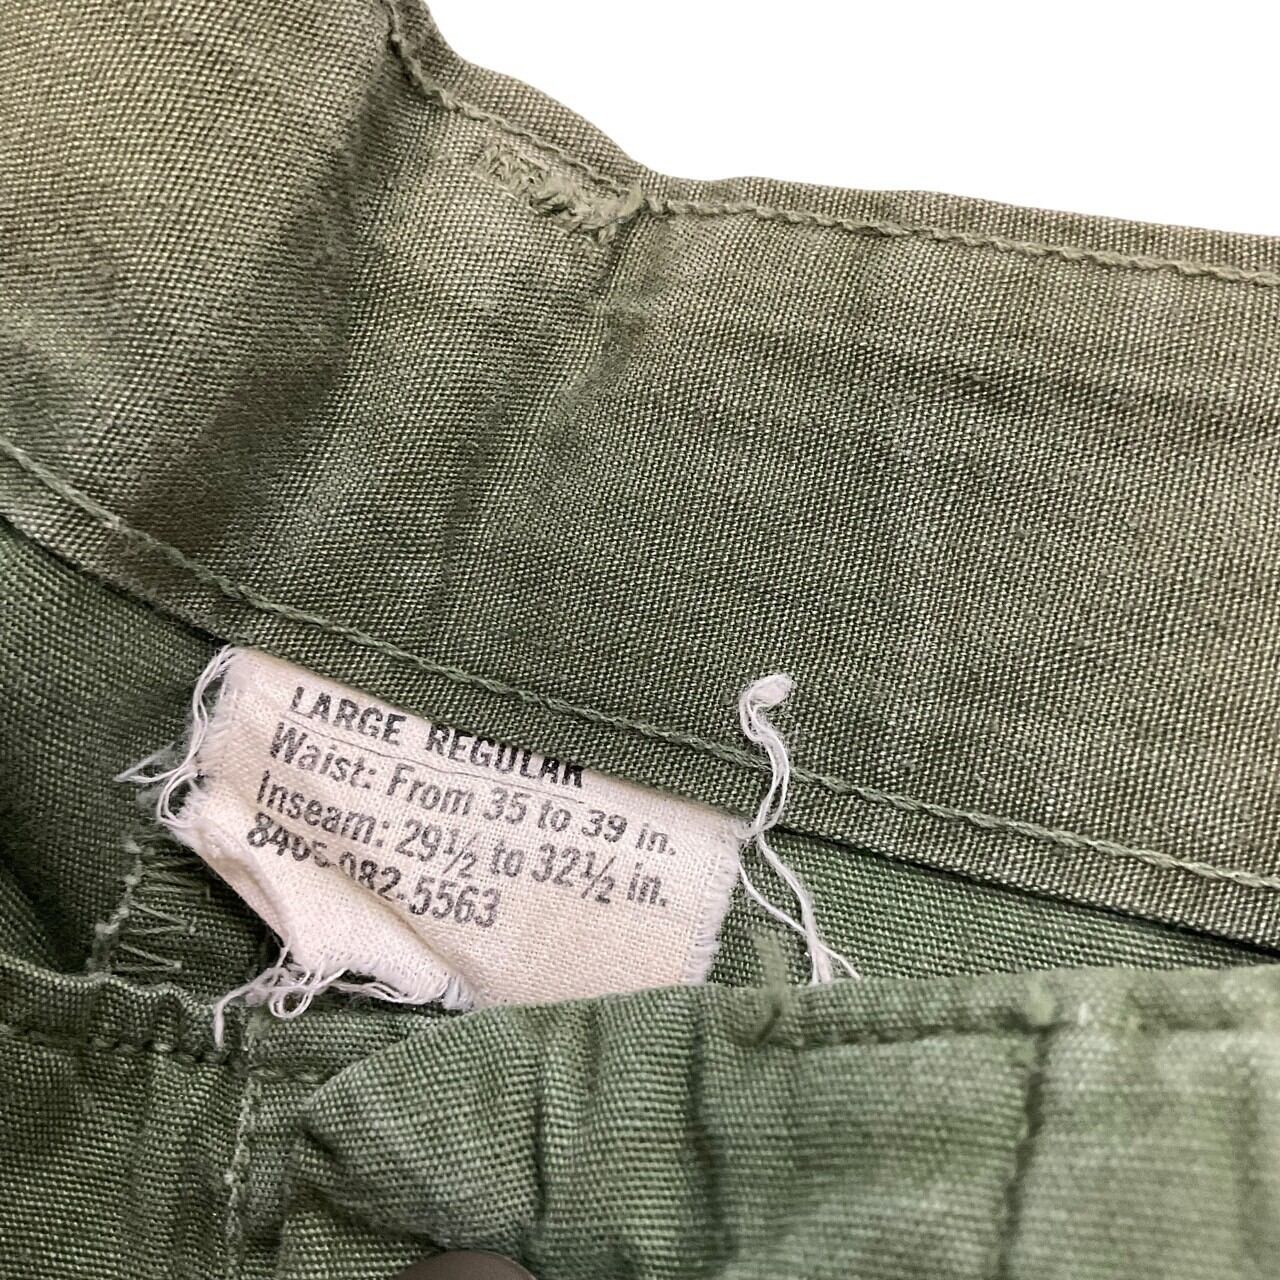 LARGE REGULAR
Waist: From 35 to 39 in.
Inseam: 29½ to 32½ in.
8405-082-5563